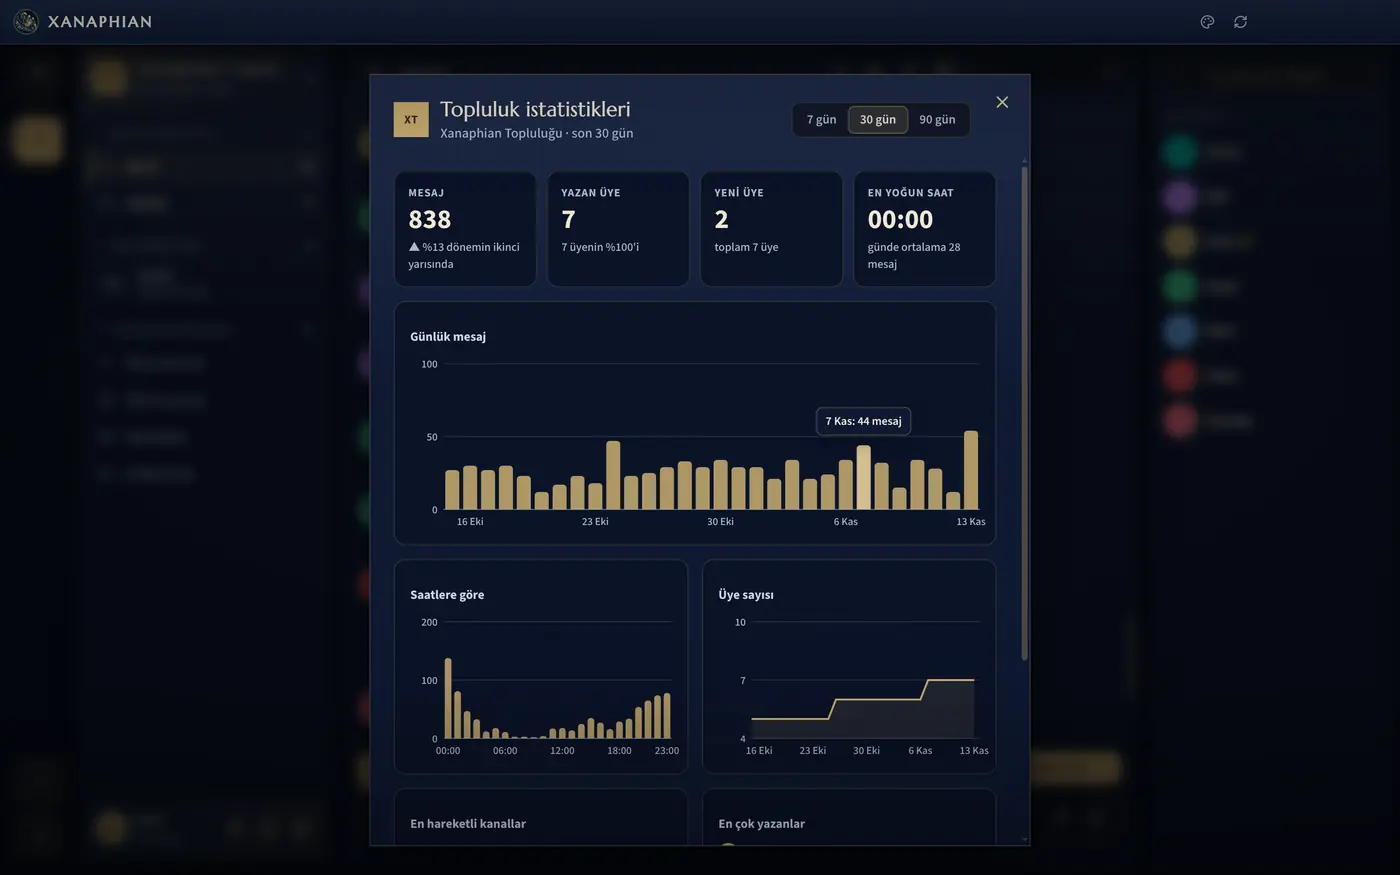 XANAPHIAN
XT
Topluluk istatistikleri
Xanaphian Topluluğu · son 30 gün
7 gün
30 gün
90 gün
MESAJ
838
▲ %13 dönemin ikinci
yarısında
YAZAN ÜYE
7
7 üyenin %100'i
YENİ ÜYE
2
toplam 7 üye
EN YOĞUN SAAT
00:00
günde ortalama 28
mesaj
Günlük mesaj
100
50
0
7 Kas: 44 mesaj
16 Eki
23 Eki
30 Eki
6 Kas
13 Kas
Saatlere göre
200
100
0
00:00
06:00
12:00
18:00
23:00
Üye sayısı
10
7
4
16 Eki
23 Eki
30 Eki
6 Kas
13 Kas
En hareketli kanallar
En çok yazanlar